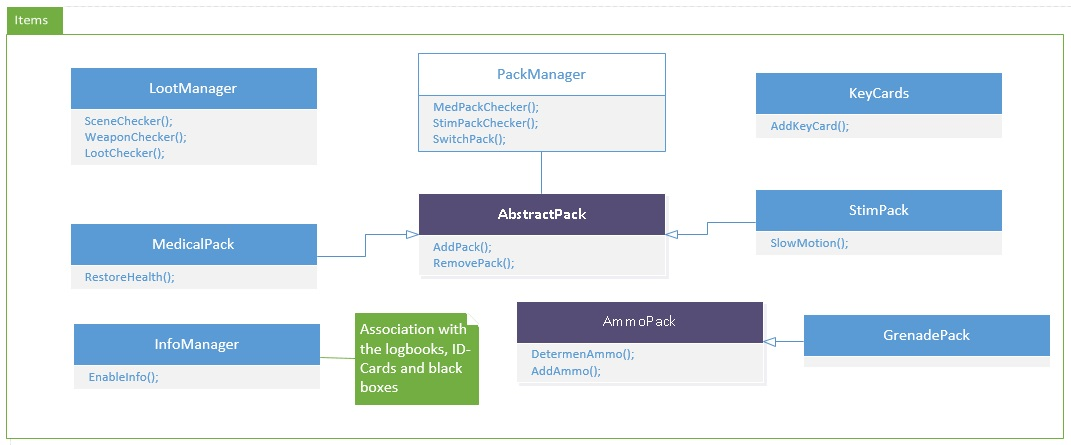 Items
LootManager
SceneChecker();
WeaponChecker();
LootChecker();
PackManager
MedPackChecker();
StimPackChecker();
SwitchPack();
KeyCards
AddKeyCard();
MedicalPack
RestoreHealth();
AbstractPack
AddPack();
RemovePack();
StimPack
SlowMotion();
InfoManager
EnableInfo();
Association with
the logbooks, ID-
Cards and black
boxes
AmmoPack
DetermenAmmo();
AddAmmo();
GrenadePack